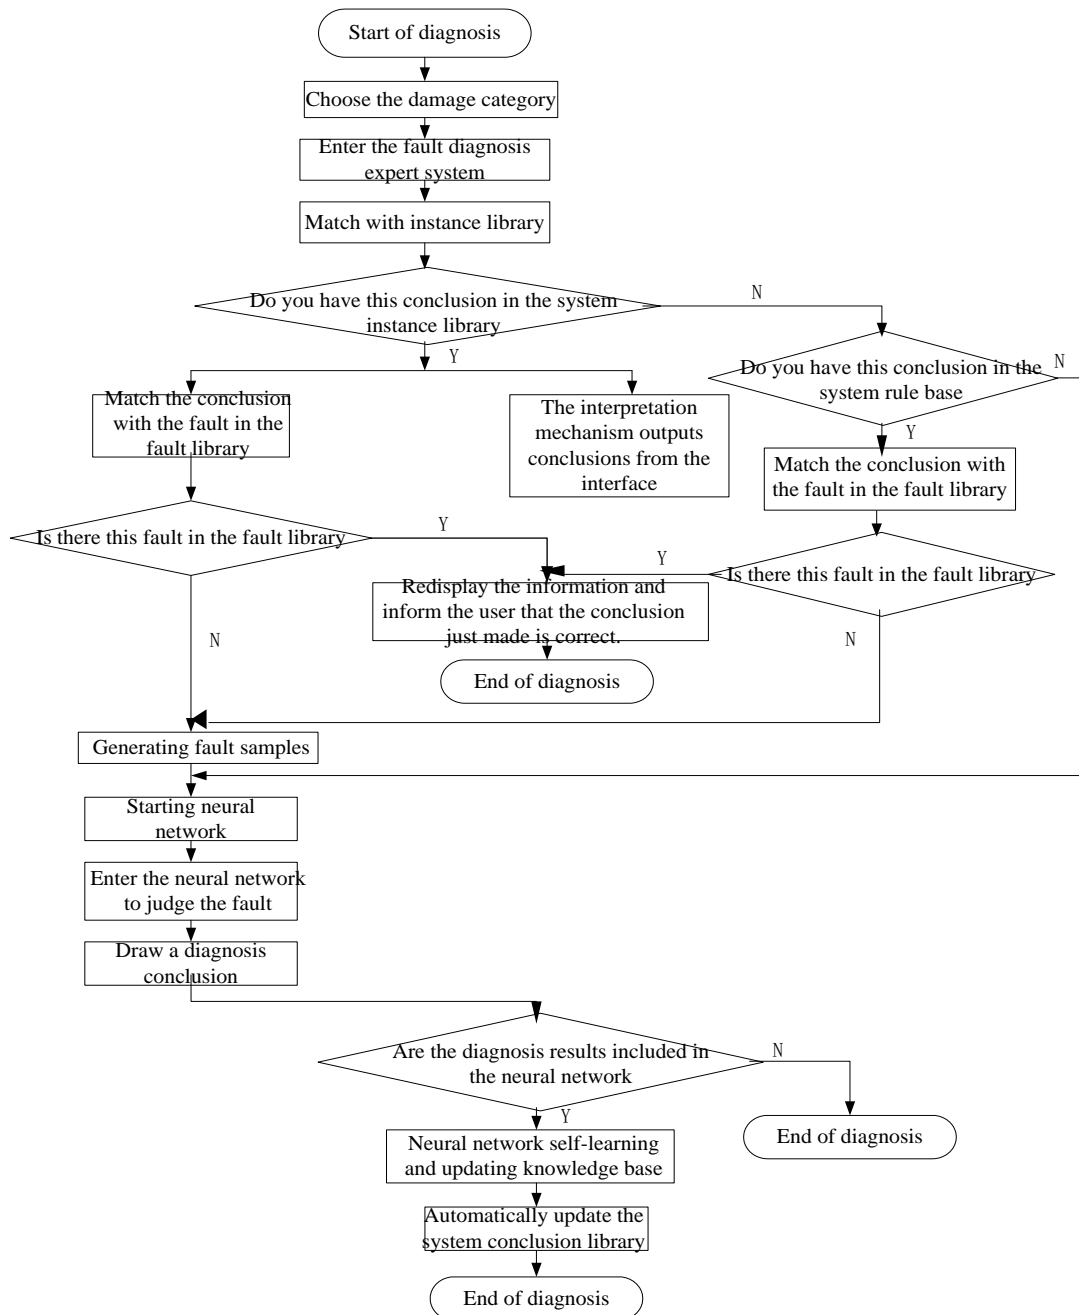 Start of diagnosis
Choose the damage category
Enter the fault diagnosis
expert system
Match with instance library
Do you have this conclusion in the system
instance library
N
Y
Do you have this conclusion in the
system rule base
N
Match the conclusion
with the fault in the
fault library
The interpretation
mechanism outputs
conclusions from the
interface
Y
Match the conclusion with
the fault in the fault library
Is there this fault in the fault library
Y
Y
Is there this fault in the fault library
Redisplay the information and
inform the user that the conclusion
just made is correct.
N
N
End of diagnosis
Generating fault samples
Starting neural
network
Enter the neural network
to judge the fault
Draw a diagnosis
conclusion
Are the diagnosis results included in
the neural network
N
Y
End of diagnosis
Neural network self-learning
and updating knowledge base
Automatically update the
system conclusion library
End of diagnosis